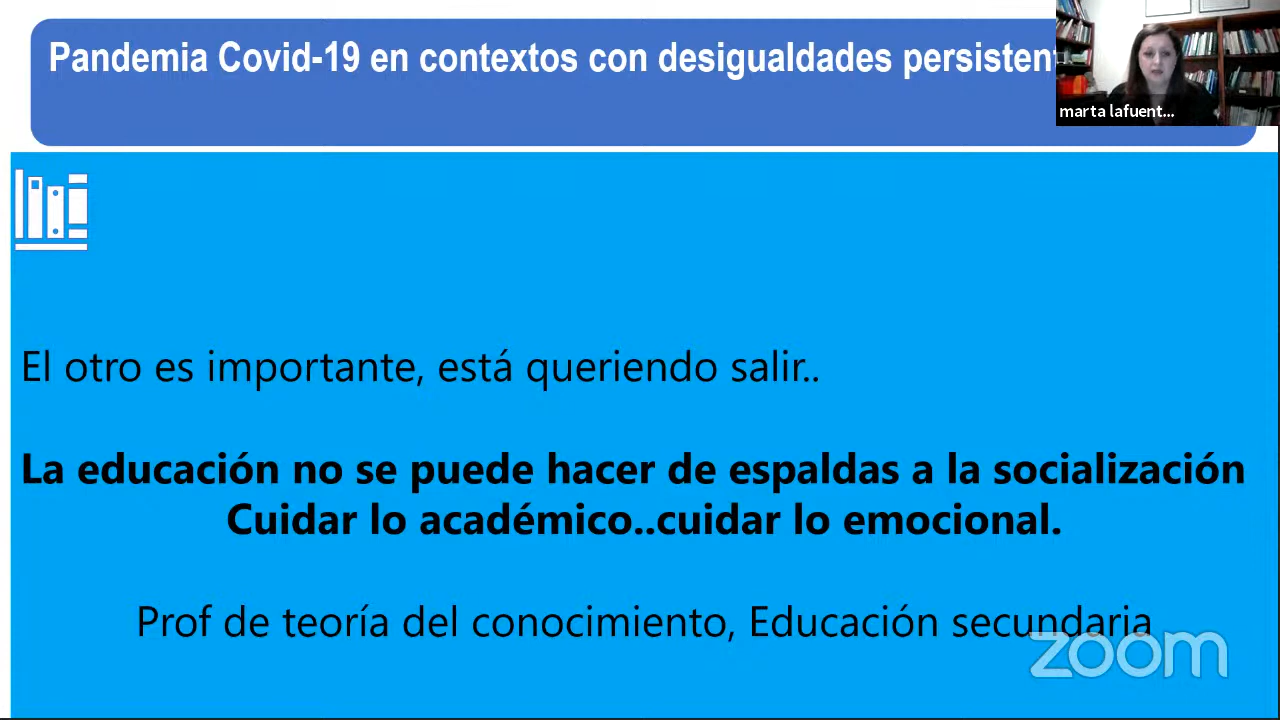 Pandemia Covid-19 en contextos con desigualdades persistent
marta lafuent...
El otro es importante, está queriendo salir..
La educación no se puede hacer de espaldas a la socialización
Cuidar lo académico..cuidar lo emocional.
Prof de teoría del conocimiento, Educación secundaria
zoom